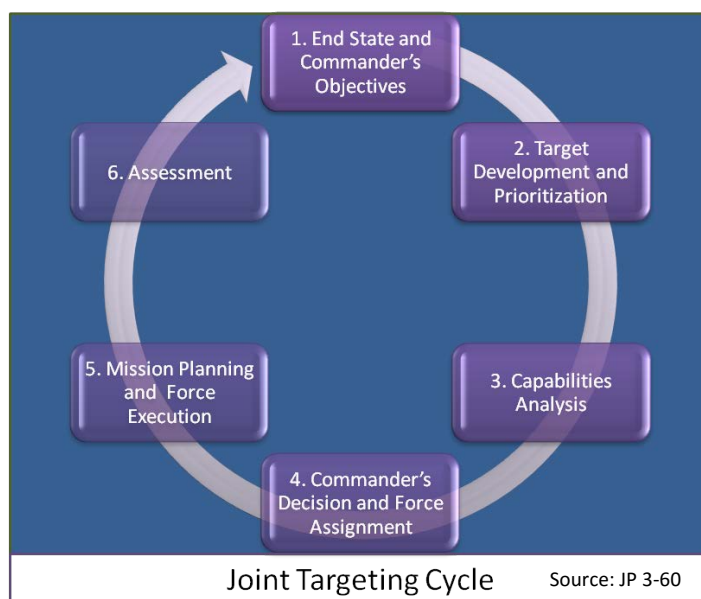 1. End State and
Commander's
Objectives
2. Target
Development and
Prioritization
3. Capabilities
Analysis
4. Commander's
Decision and Force
Assignment
5. Mission Planning
and Force
Execution
6. Assessment
Joint Targeting Cycle
Source: JP 3-60